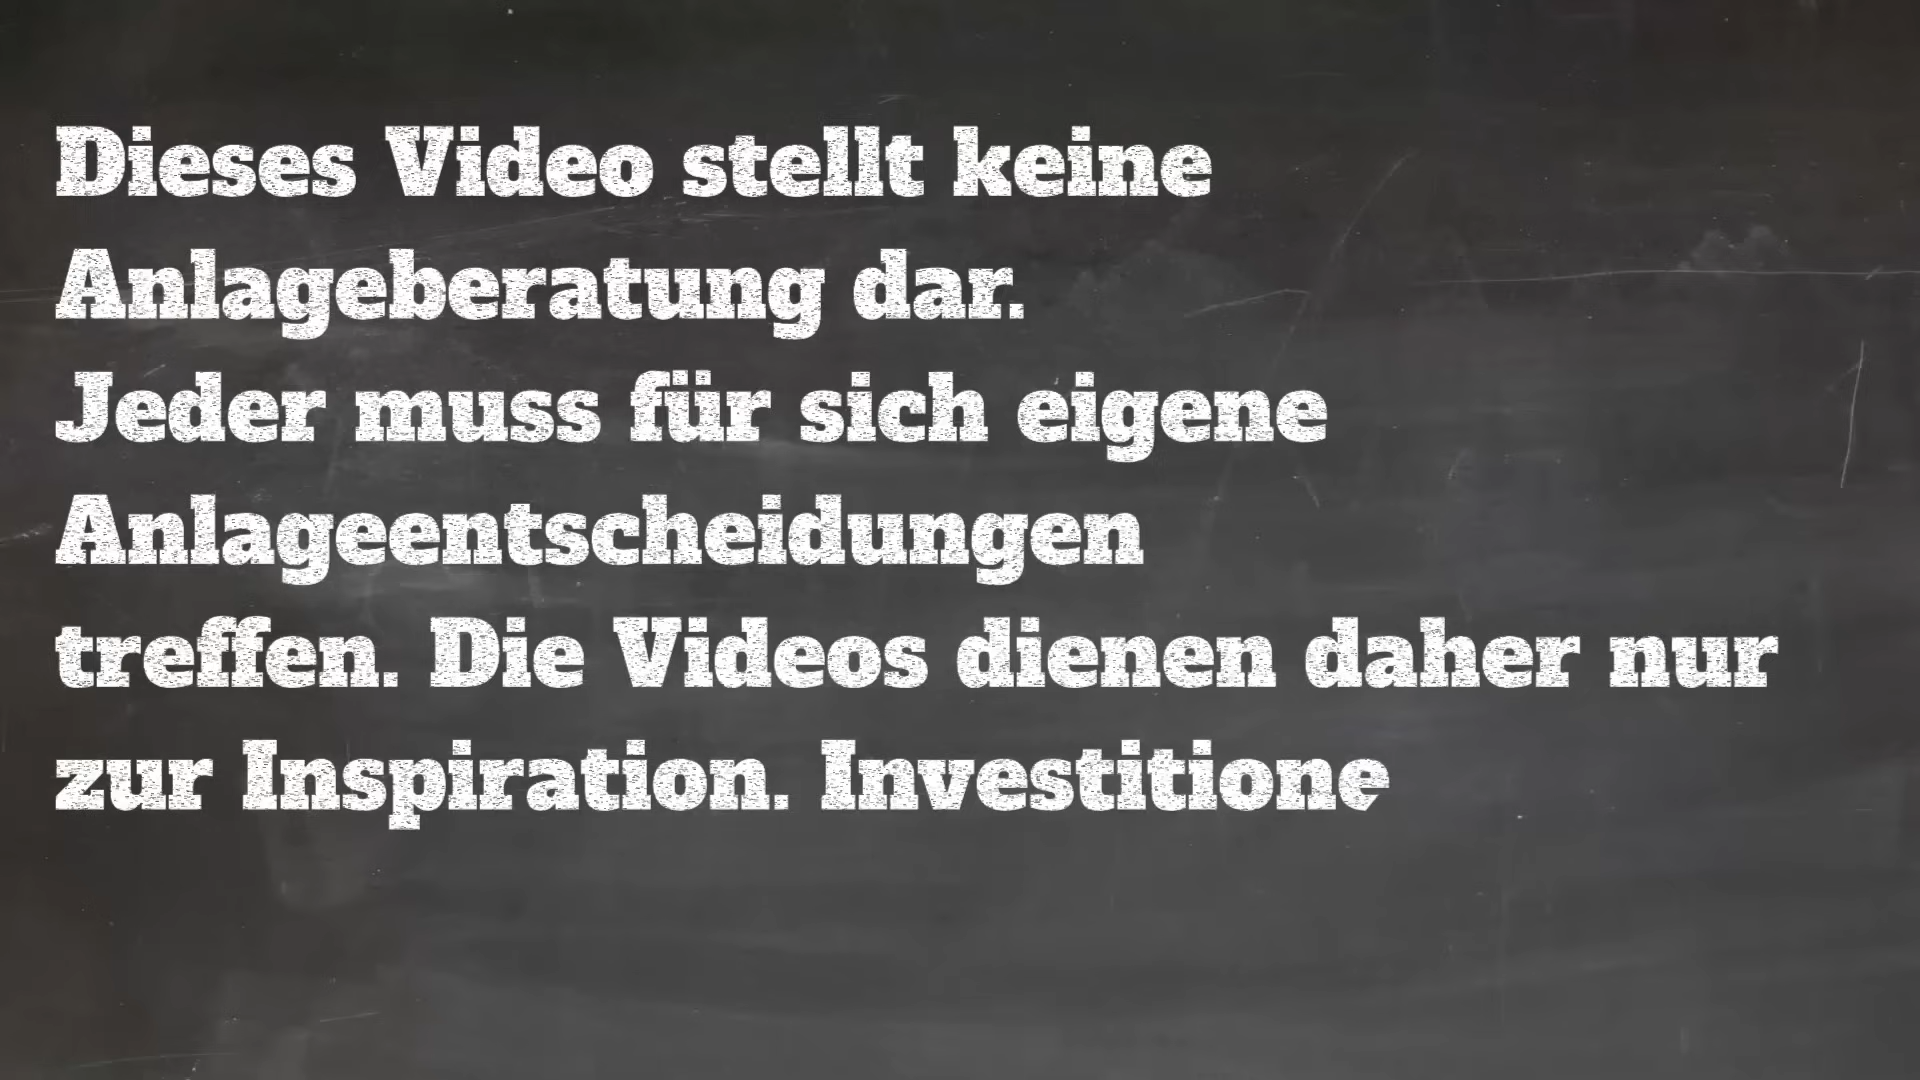 Dieses Video stellt keine
Anlageberatung dar.
Jeder muss für sich eigene
Anlageentscheidungen
treffen. Die Videos dienen daher nur
zur Inspiration. Investitione